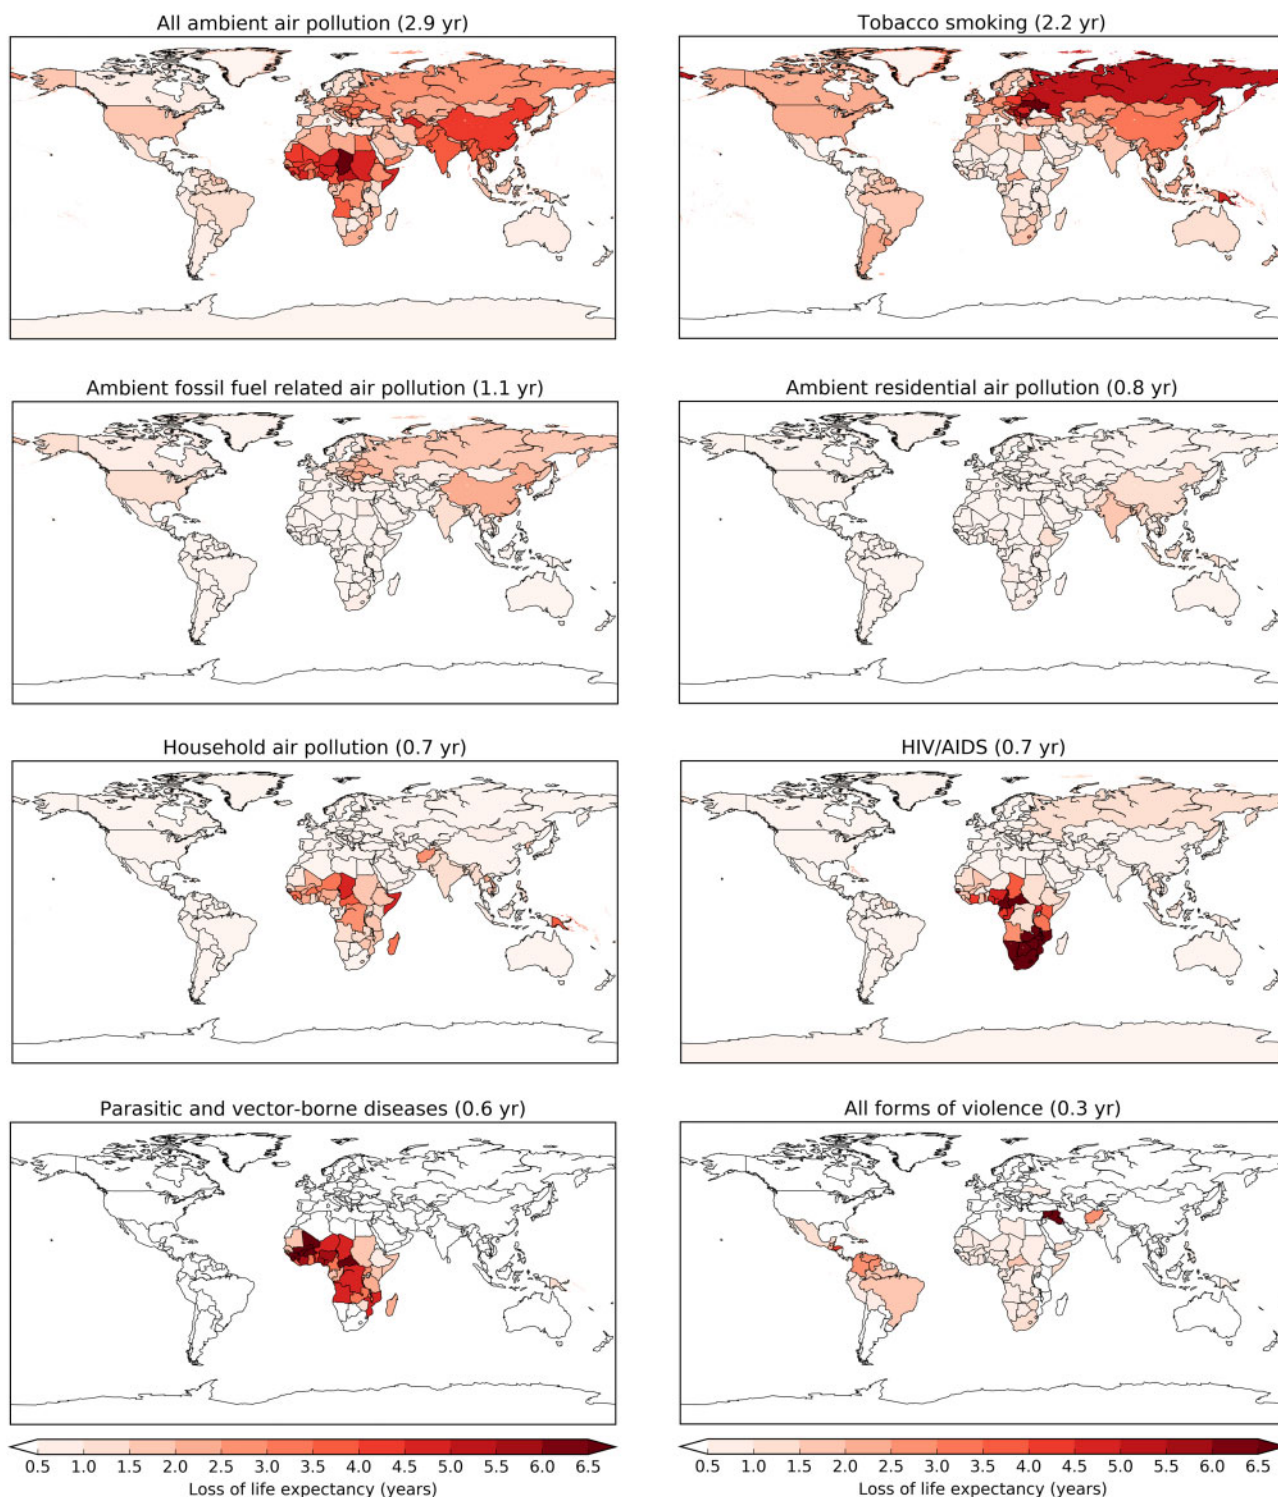 All ambient air pollution (2.9 yr)
Tobacco smoking (2.2 yr)
Ambient fossil fuel related air pollution (1.1 yr)
Ambient residential air pollution (0.8 yr)
Household air pollution (0.7 yr)
HIV/AIDS (0.7 yr)
Parasitic and vector-borne diseases (0.6 yr)
All forms of violence (0.3 yr)
0.5 1.0 1.5 2.0 2.5 3.0 3.5 4.0 4.5 5.0 5.5 6.0 6.5
Loss of life expectancy (years)
0.5 1.0 1.5 2.0 2.5 3.0 3.5 4.0 4.5 5.0 5.5 6.0 6.5
Loss of life expectancy (years)